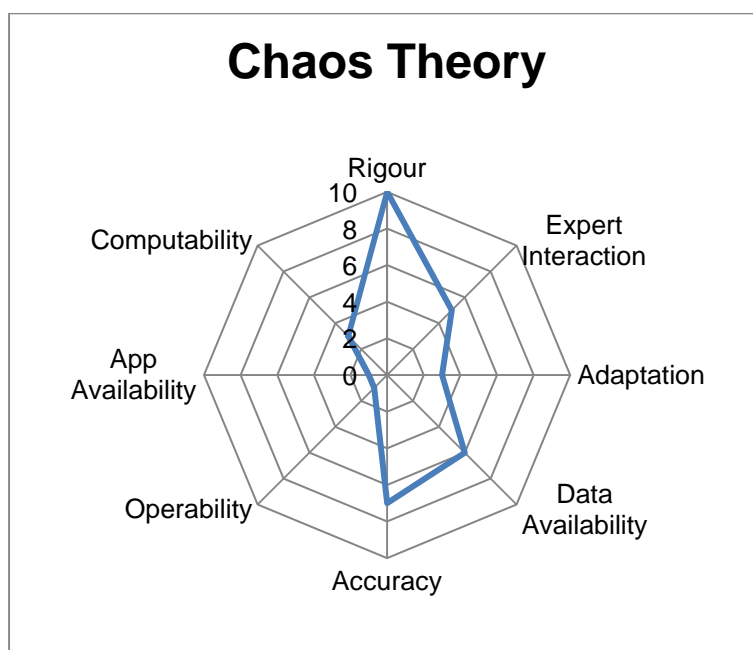 Chaos Theory
Rigour
10
8
6
4
2
0
Expert
Interaction
Adaptation
Data
Availability
Accuracy
Operability
App
Availability
Computability